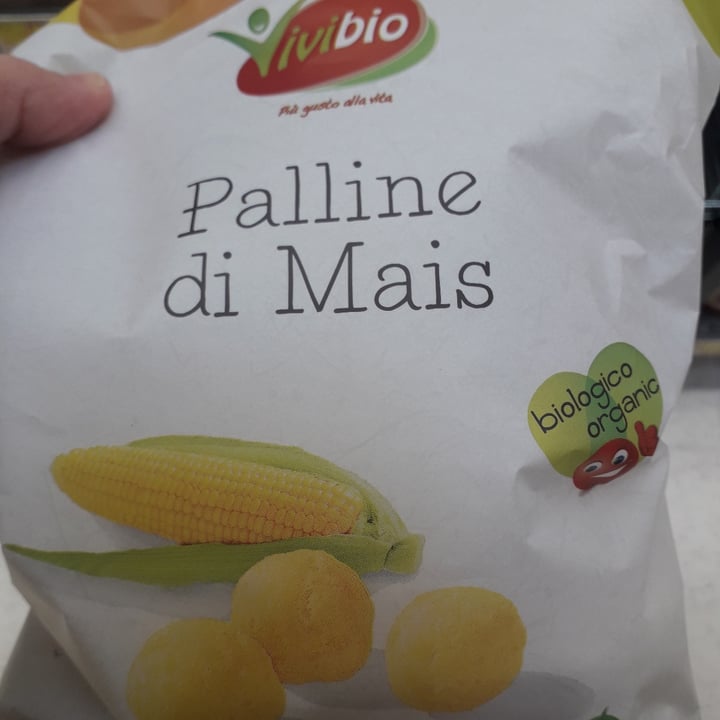 Vivibio
Più gusto alla vita
Palline
di Mais
biologico
organic